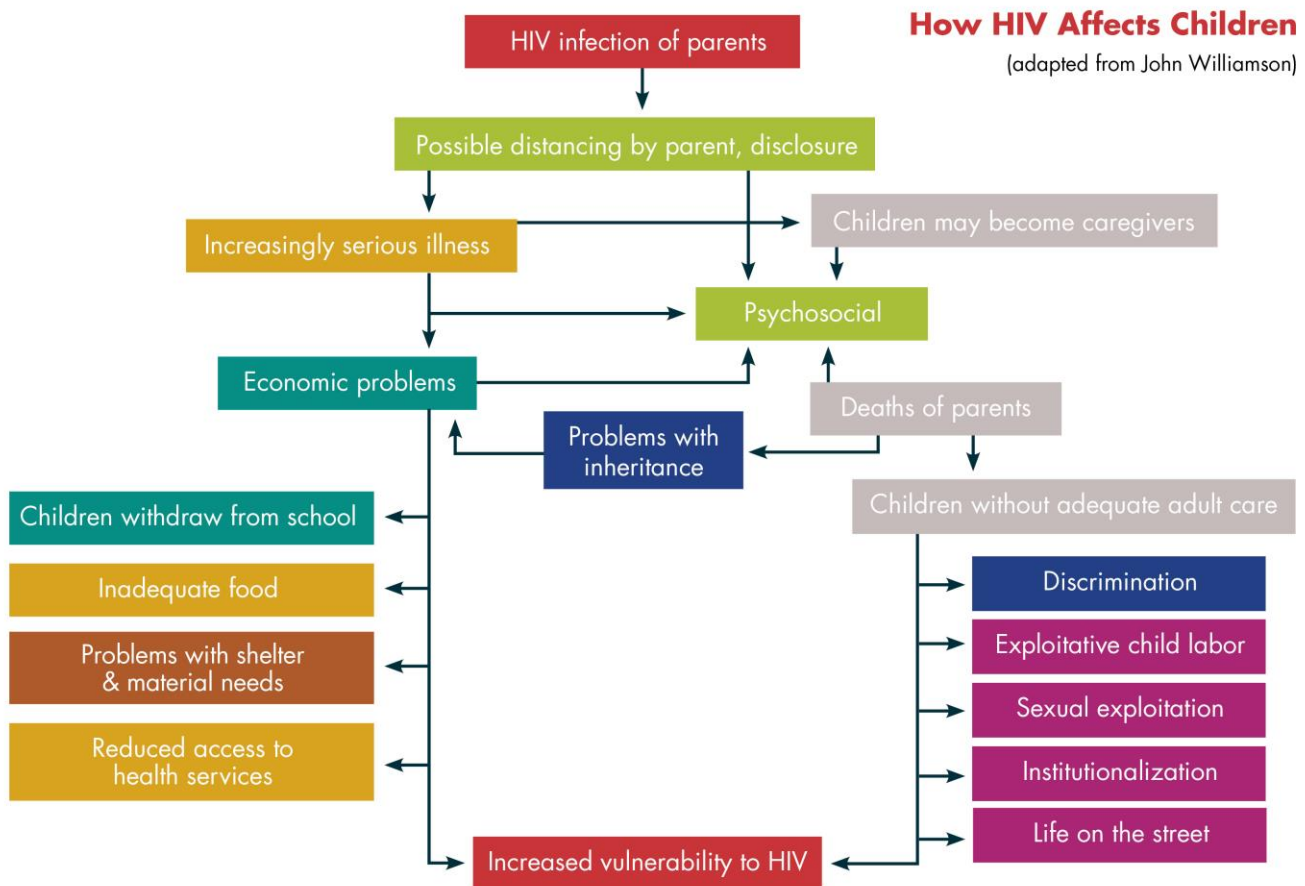 How HIV Affects Children
(adapted from John Williamson)
HIV infection of parents
Possible distancing by parent, disclosure
Increasingly serious illness
Children may become caregivers
Psychosocial
Economic problems
Deaths of parents
Problems with
inheritance
Children withdraw from school
Inadequate food
Problems with shelter
& material needs
Reduced access to
health services
Children without adequate adult care
Discrimination
Exploitative child labor
Sexual exploitation
Institutionalization
Life on the street
Increased vulnerability to HIV